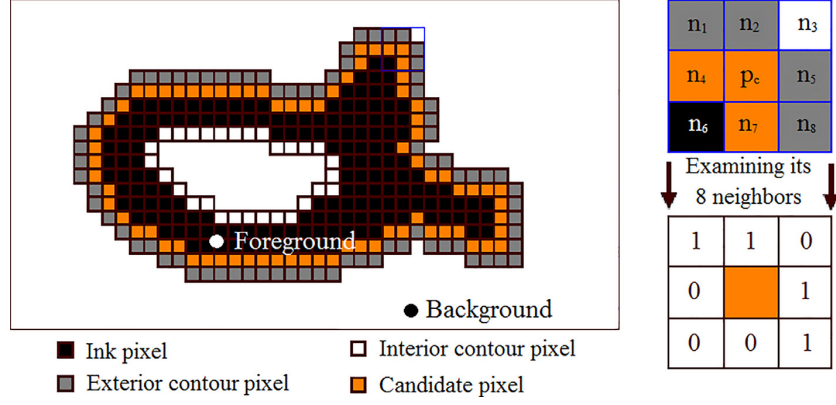 n1 n2 n3
n4 pc n5
n6 n7 n8
Examining its
8 neighbors
1 1 0
0 1
0 0 1
Foreground
Background
Ink pixel
Interior contour pixel
Exterior contour pixel
Candidate pixel